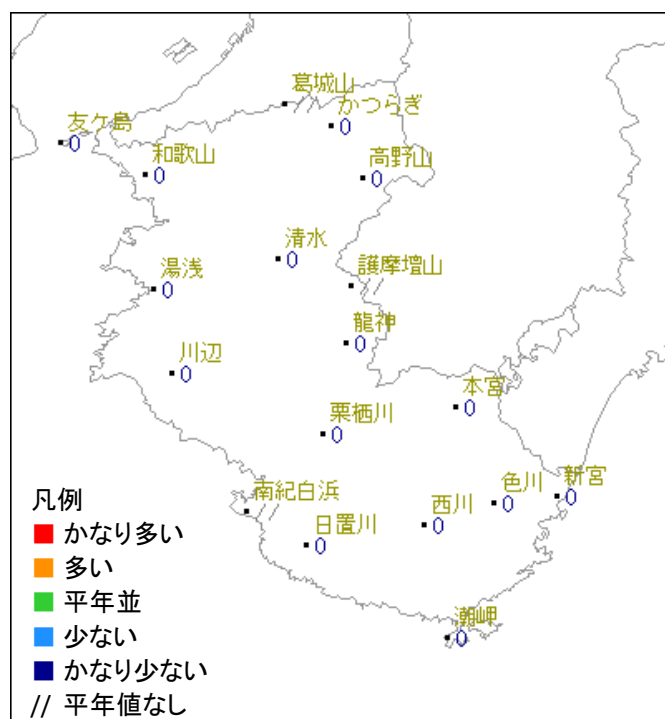 葛城山
//
かつらぎ
0
友ケ島
0
和歌山
0
高野山
0
清水
0
護摩壇山
//
湯浅
0
龍神
0
川辺
0
本宮
0
栗栖川
0
南紀白浜
//
日置川
0
西川
0
色川
0
新宮
0
潮岬
0
凡例
かなり多い
多い
平年並
少ない
かなり少ない
// 平年値なし